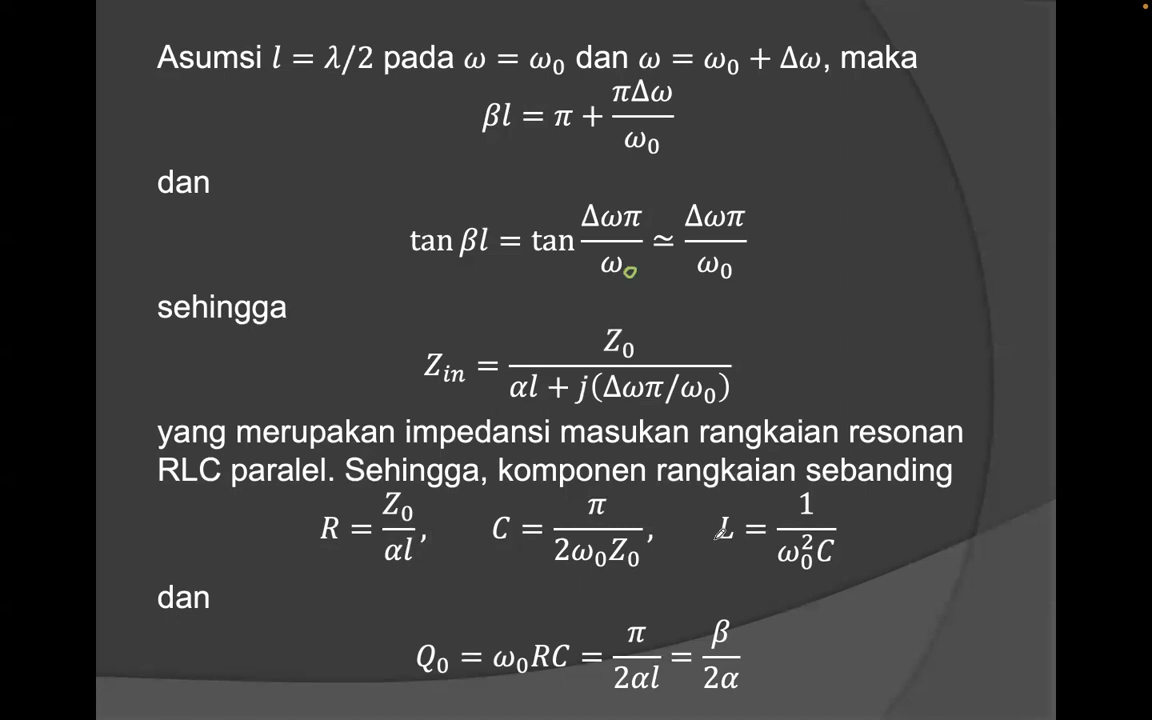 Asumsi l = λ/2 pada ω = ω₀ dan ω = ω₀ + Δω, maka
βl = π + πΔω/ω₀
dan
tan βl = tan Δωπ/ω₀ ≃ Δωπ/ω₀
sehingga
Z_in = Z₀/(αl + j(Δωπ/ω₀))
yang merupakan impedansi masukan rangkaian resonan
RLC paralel. Sehingga, komponen rangkaian sebanding
R = Z₀/αl, C = π/2ω₀Z₀, L = 1/ω₀²C
dan
Q₀ = ω₀RC = π/2αl = β/2α